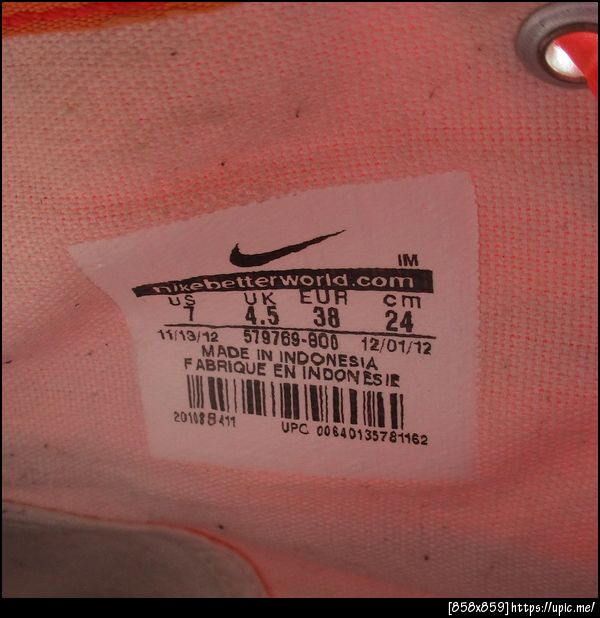 IM
nikebetterworld.com
US UK EUR cm
7 4.5 38 24
11/13/12 579769-800 12/01/12
MADE IN INDONESIA
FABRIQUE EN INDONESIE
UPC 00640135781162
[858x859]https://upic.me/